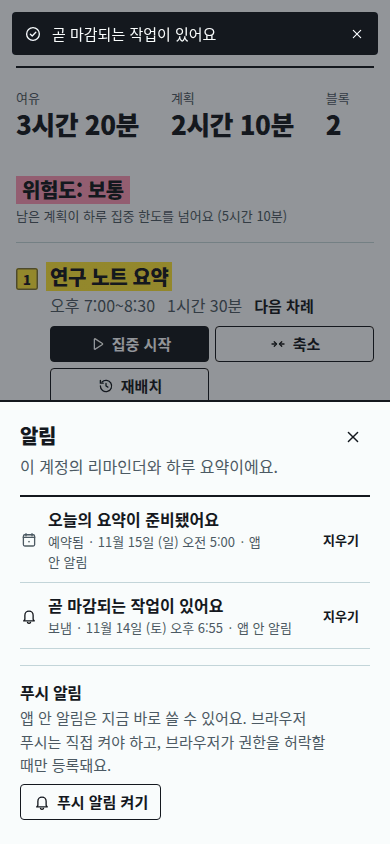 곧 마감되는 작업이 있어요
여유 계획 블록
3시간 20분 2시간 10분 2
위험도: 보통
남은 계획이 하루 집중 한도를 넘어요 (5시간 10분)
1 연구 노트 요약
오후 7:00~8:30 1시간 30분 다음 차례
집중 시작 축소
재배치
알림
이 계정의 리마인더와 하루 요약이에요.
오늘의 요약이 준비됐어요
예약됨 · 11월 15일 (일) 오전 5:00 · 앱
안 알림
지우기
곧 마감되는 작업이 있어요
보냄 · 11월 14일 (토) 오후 6:55 · 앱 안 알림
지우기
푸시 알림
앱 안 알림은 지금 바로 쓸 수 있어요. 브라우저
푸시는 직접 켜야 하고, 브라우저가 권한을 허락할
때만 등록돼요.
푸시 알림 켜기